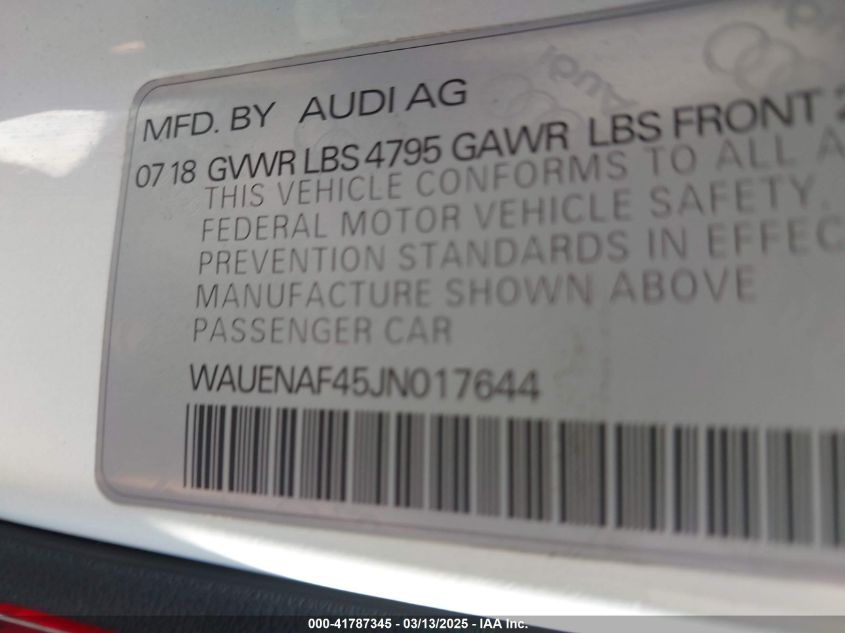 Audi
MFD. BY AUDI AG
07 18 GVWR LBS 4795 GAWR LBS FRONT 2
THIS VEHICLE CONFORMS TO ALL A
FEDERAL MOTOR VEHICLE SAFETY,
PREVENTION STANDARDS IN EFFEC
MANUFACTURE SHOWN ABOVE
PASSENGER CAR
WAUENAF45JN017644
000-41787345 - 03/13/2025 - IAA Inc.